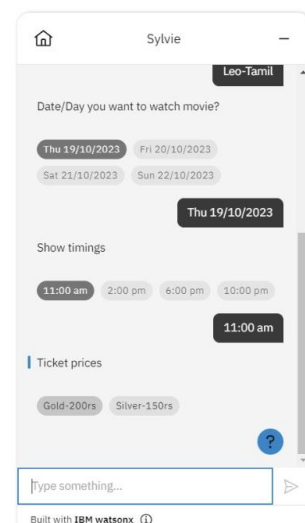 Sylvie
Leo-Tamil
Date/Day you want to watch movie?
Thu 19/10/2023 Fri 20/10/2023
Sat 21/10/2023 Sun 22/10/2023
Thu 19/10/2023
Show timings
11:00 am 2:00 pm 6:00 pm 10:00 pm
11:00 am
Ticket prices
Gold-200rs Silver-150rs
?
Type something...
Built with IBM watsonx